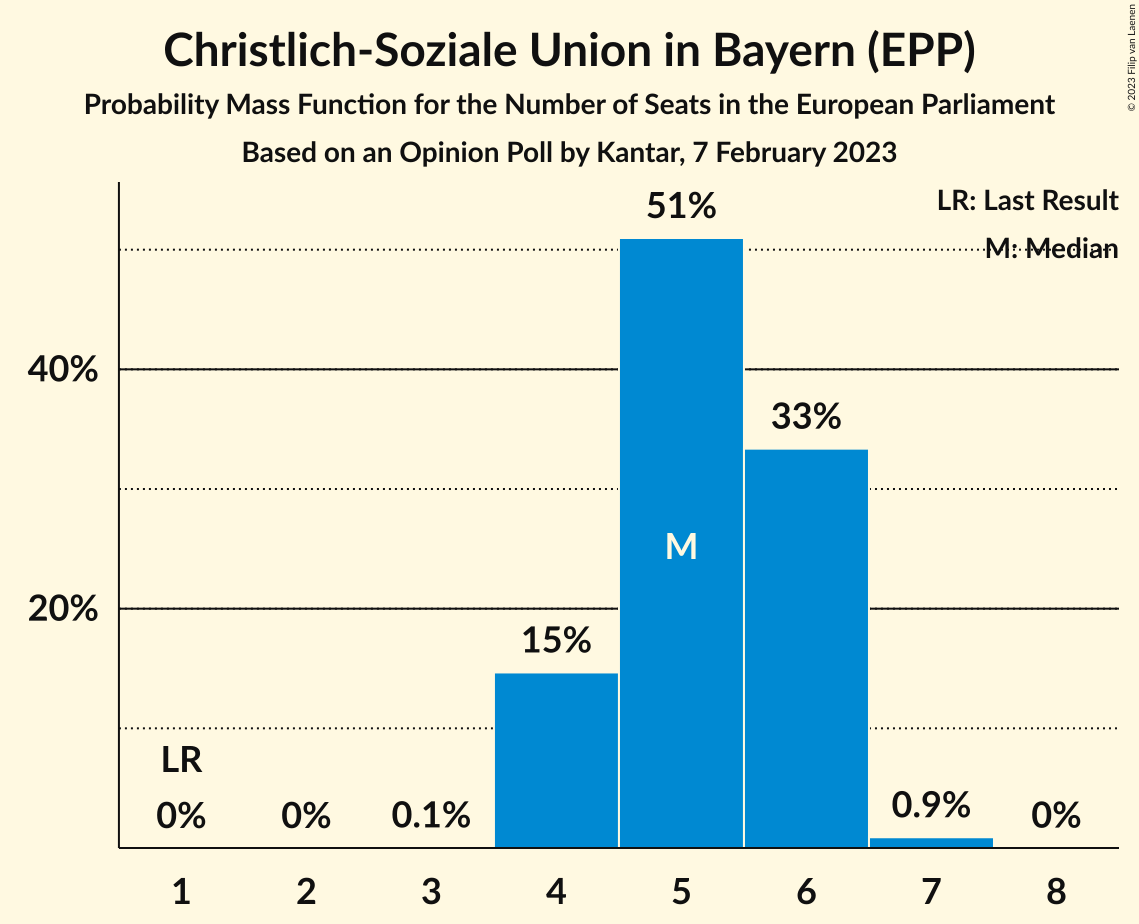 Christlich-Soziale Union in Bayern (EPP)
Probability Mass Function for the Number of Seats in the European Parliament
Based on an Opinion Poll by Kantar, 7 February 2023
© 2023 Filip van Laenen
LR: Last Result
M: Median
51%
40%
33%
M
20%
15%
LR
0%
0%
0.1%
0.9%
0%
1 2 3 4 5 6 7 8